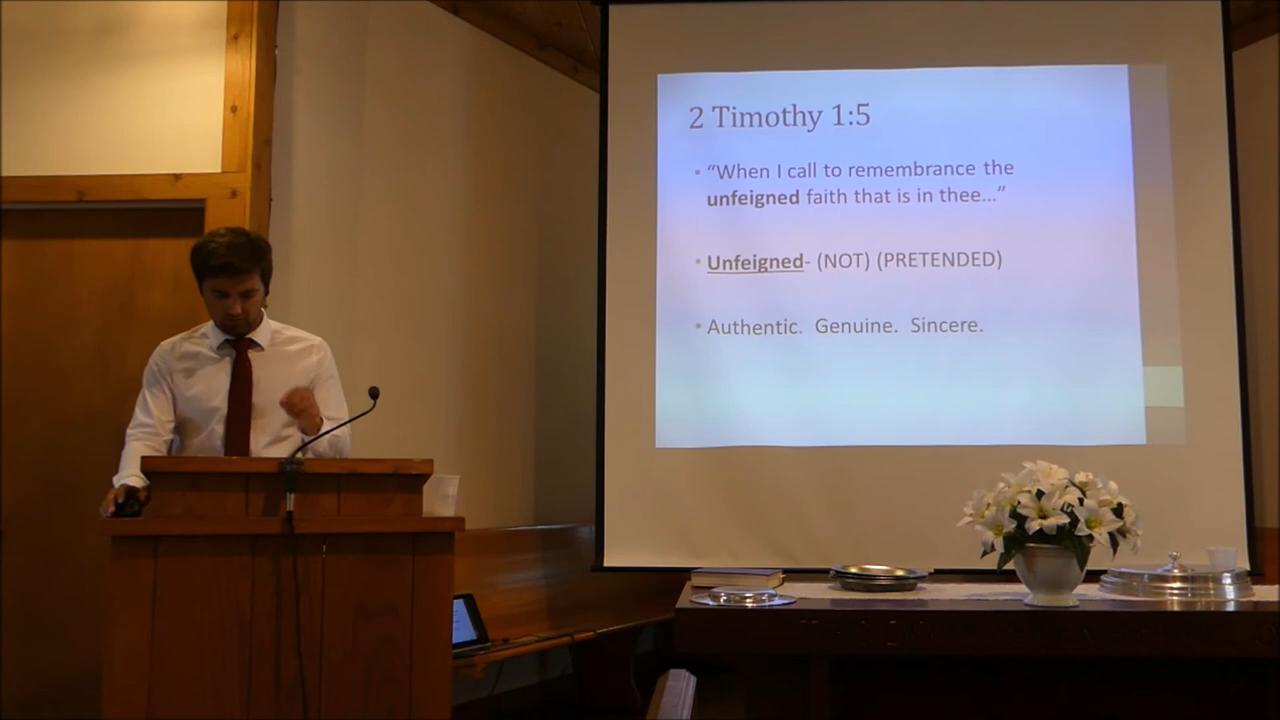 2 Timothy 1:5
• “When I call to remembrance the
unfeigned faith that is in thee…”
• Unfeigned- (NOT) (PRETENDED)
• Authentic. Genuine. Sincere.